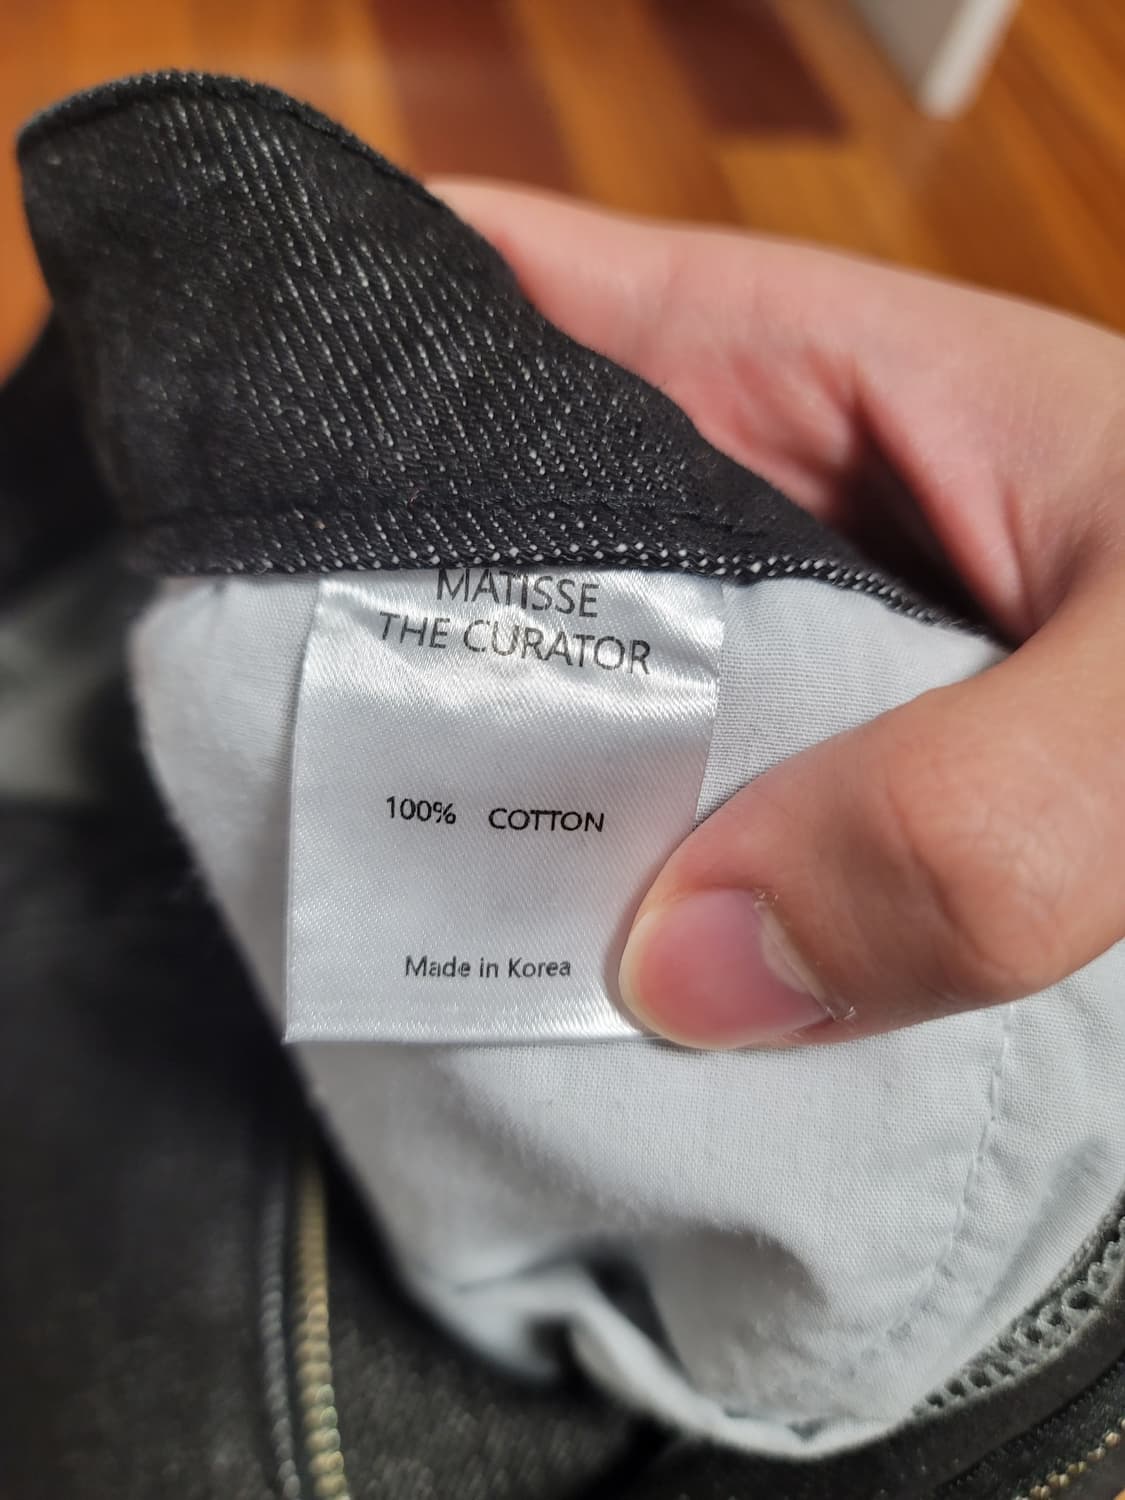 MATISSE
THE CURATOR
100% COTTON
Made in Korea